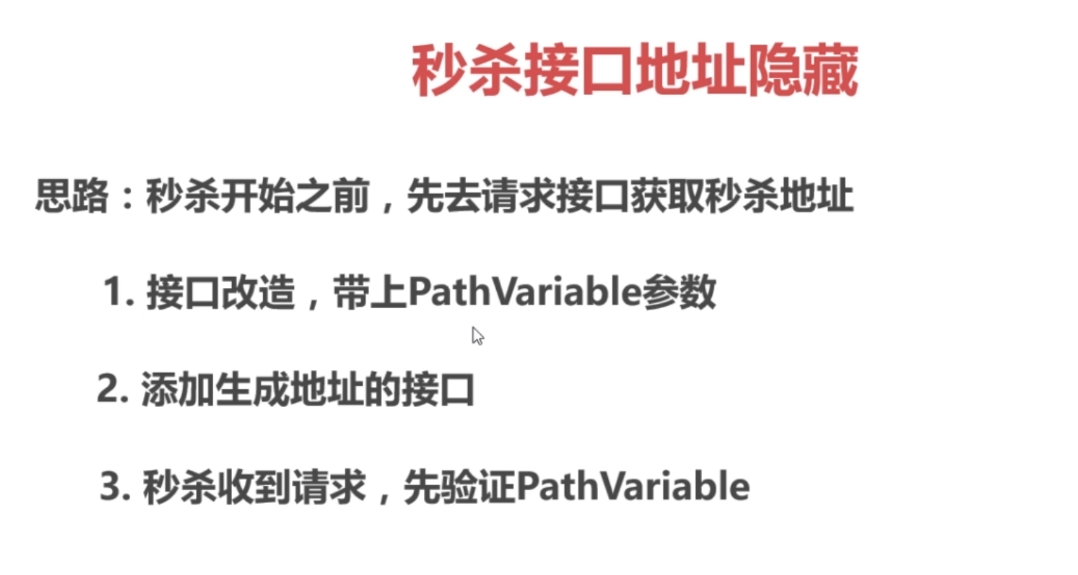 秒杀接口地址隐藏
思路：秒杀开始之前，先去请求接口获取秒杀地址
1. 接口改造，带上PathVariable参数
2. 添加生成地址的接口
3. 秒杀收到请求，先验证PathVariable